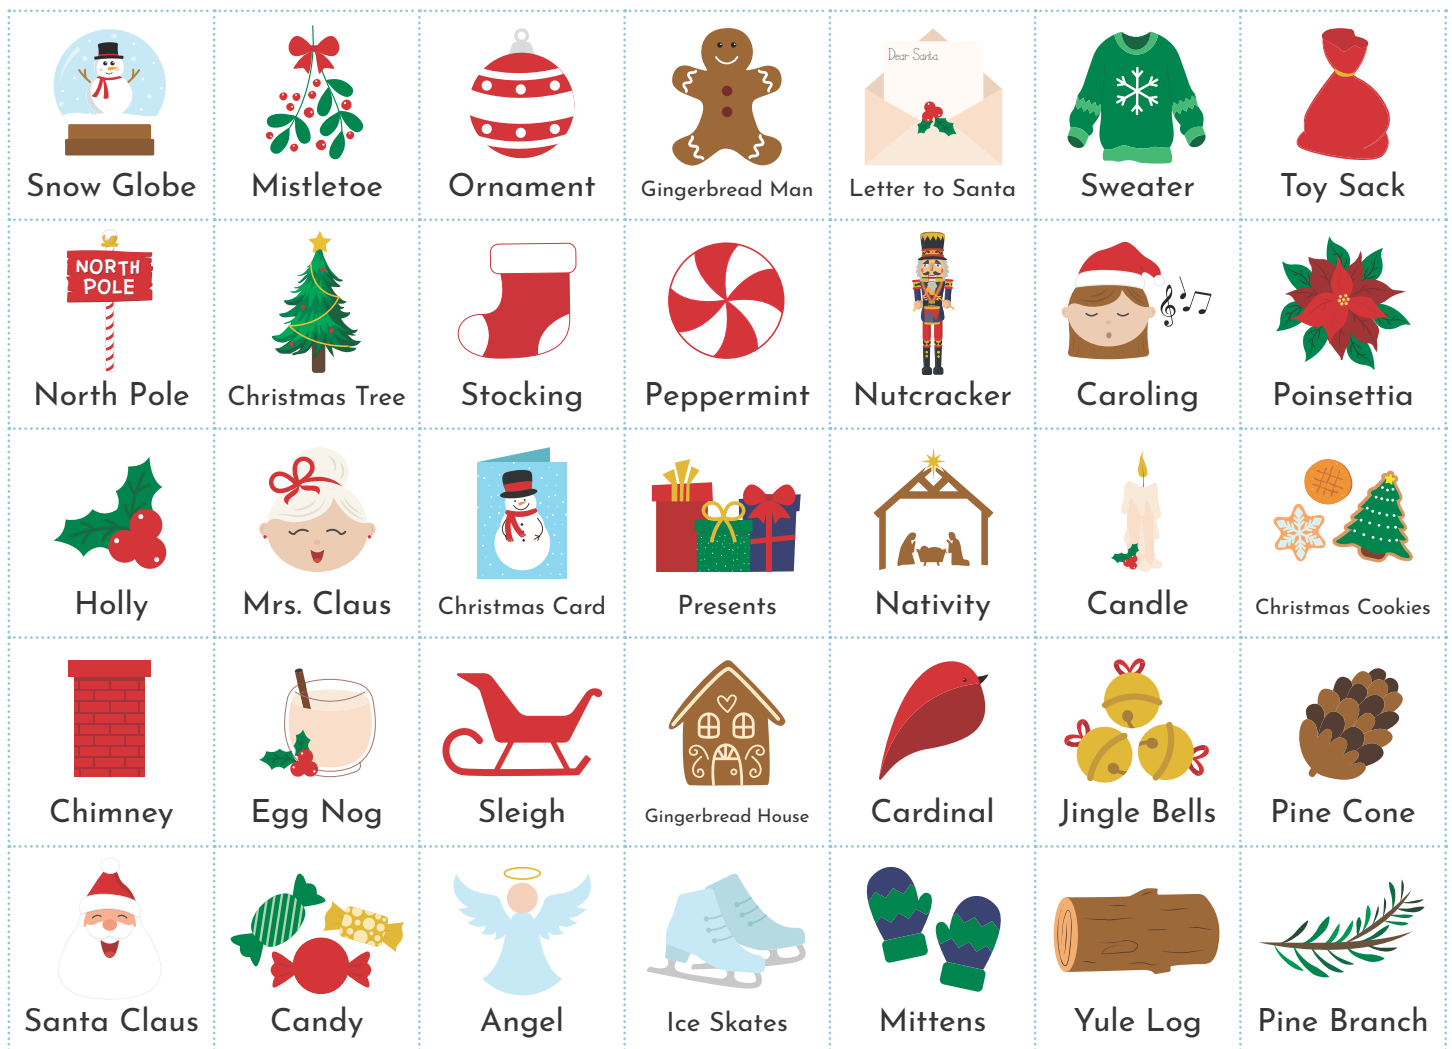 Dear Santa,
Snow Globe
Mistletoe
Ornament
Gingerbread Man
Letter to Santa
Sweater
Toy Sack
NORTH
POLE
North Pole
Christmas Tree
Stocking
Peppermint
Nutcracker
Caroling
Poinsettia
Holly
Mrs. Claus
Christmas Card
Presents
Nativity
Candle
Christmas Cookies
Chimney
Egg Nog
Sleigh
Gingerbread House
Cardinal
Jingle Bells
Pine Cone
Santa Claus
Candy
Angel
Ice Skates
Mittens
Yule Log
Pine Branch